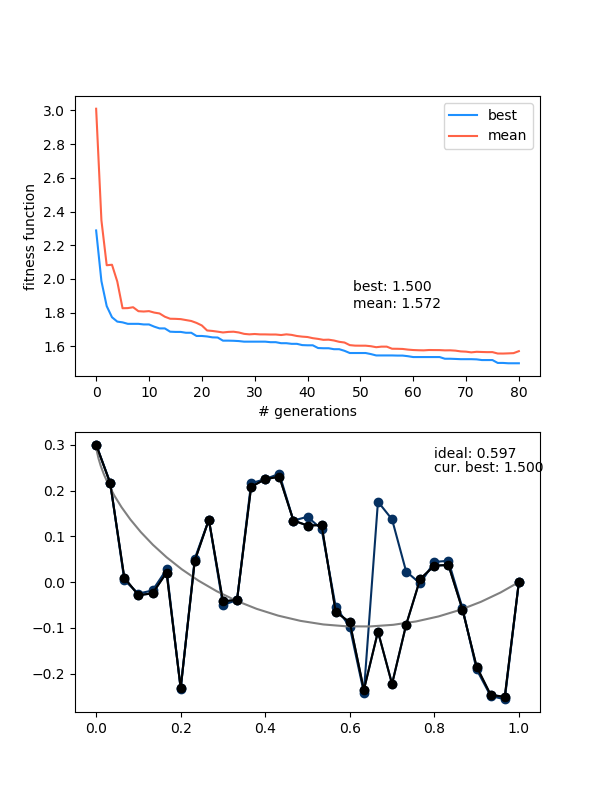 3.0
2.8
2.6
2.4
2.2
2.0
1.8
1.6
fitness function
best
mean
best: 1.500
mean: 1.572
0 10 20 30 40 50 60 70 80
# generations
0.3
0.2
0.1
0.0
−0.1
−0.2
ideal: 0.597
cur. best: 1.500
0.0 0.2 0.4 0.6 0.8 1.0